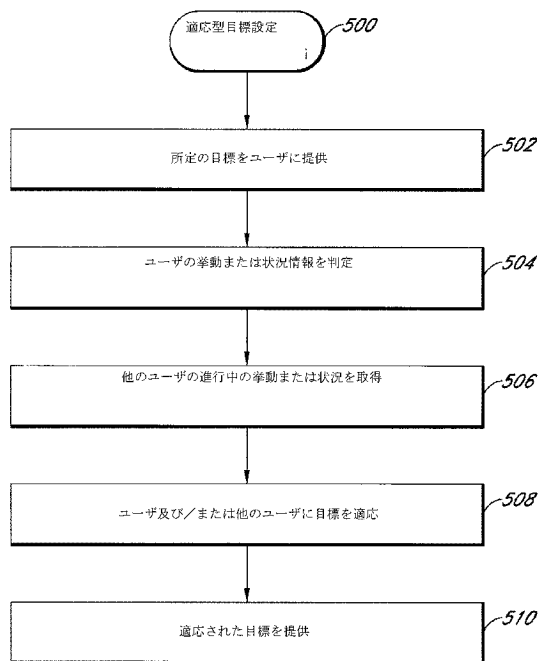 適応型目標設定
i
500
所定の目標をユーザに提供
502
ユーザの挙動または状況情報を判定
504
他のユーザの進行中の挙動または状況を取得
506
ユーザ及び／または他のユーザに目標を適応
508
適応された目標を提供
510